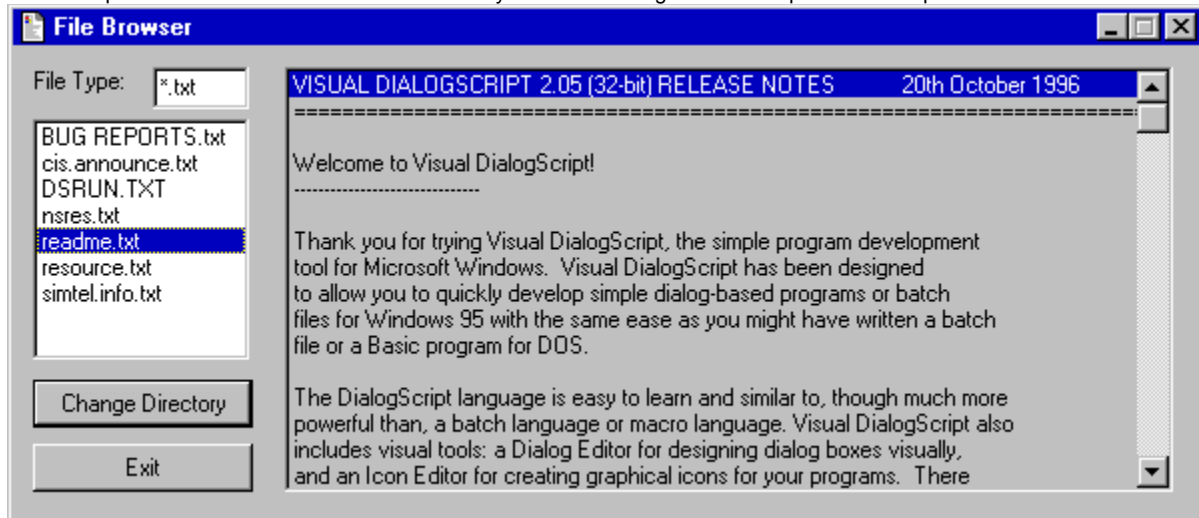 File Browser
File Type: *.txt
BUG REPORTS.txt
cis.announce.txt
DSRUN.TXT
nsres.txt
readme.txt
resource.txt
simtel.info.txt
Change Directory
Exit
VISUAL DIALOGSCRIPT 2.05 (32-bit) RELEASE NOTES 20th October 1996
==========================================================================
Welcome to Visual DialogScript!
-------------------------------
Thank you for trying Visual DialogScript, the simple program development
tool for Microsoft Windows. Visual DialogScript has been designed
to allow you to quickly develop simple dialog-based programs or batch
files for Windows 95 with the same ease as you might have written a batch
file or a Basic program for DOS.
The DialogScript language is easy to learn and similar to, though much more
powerful than, a batch language or macro language. Visual DialogScript also
includes visual tools: a Dialog Editor for designing dialog boxes visually,
and an Icon Editor for creating graphical icons for your programs. There